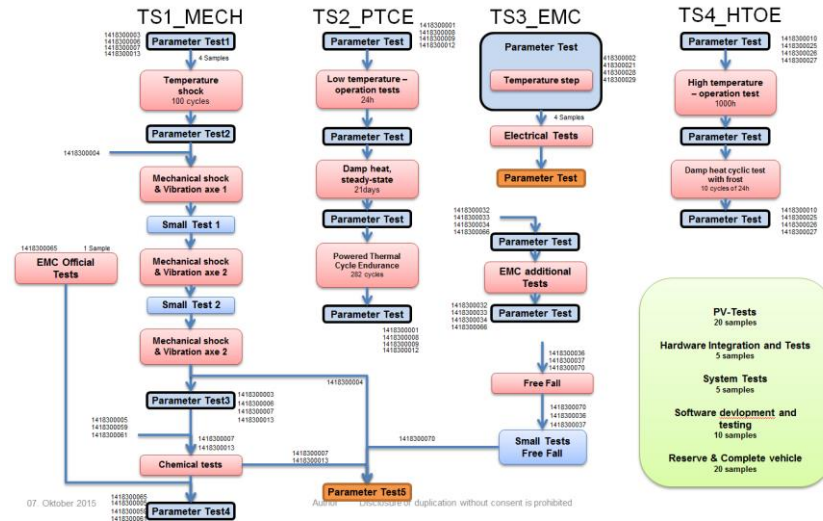 TS1_MECH
1418300003
1418300006
1418300007
1418300013
Parameter Test1
4 Samples
Temperature
shock
100 cycles
Parameter Test2
1418300004
Mechanical shock
& Vibration axe 1
Small Test 1
1418300065
1 Sample
EMC Official
Tests
Mechanical shock
& Vibration axe 2
Small Test 2
Mechanical shock
& Vibration axe 2
1418300004
Parameter Test3
1418300003
1418300006
1418300007
1418300013
1418300005
1418300059
1418300061
1418300007
1418300013
Chemical tests
1418300007
1418300013
1418300065
Parameter Test4
TS2_PTCE
1418300001
1418300008
1418300009
1418300012
Parameter Test
Low temperature –
operation tests
24h
Parameter Test
Damp heat,
steady-state
21days
Parameter Test
Powered Thermal
Cycle Endurance
282 cycles
Parameter Test
1418300001
1418300008
1418300009
1418300012
1418300070
Parameter Test5
TS3_EMC
Parameter Test
Temperature step
418300002
418300021
418300028
418300029
4 Samples
Electrical Tests
Parameter Test
1418300032
1418300033
1418300034
1418300066
Parameter Test
EMC additional
Tests
1418300032
1418300033
1418300034
1418300066
Parameter Test
1418300036
1418300037
1418300070
Free Fall
1418300070
1418300036
1418300037
Small Tests
Free Fall
TS4_HTOE
Parameter Test
1418300010
1418300025
1418300026
1418300027
High temperature
– operation test
1000h
Parameter Test
Damp heat cyclic test
with frost
10 cycles of 24h
Parameter Test
1418300010
1418300025
1418300026
1418300027
PV-Tests
20 samples
Hardware Integration and Tests
5 samples
System Tests
5 samples
Software devlopment and
testing
10 samples
Reserve & Complete vehicle
20 samples
07. Oktober 2015
Author
Disclosure or duplication without consent is prohibited